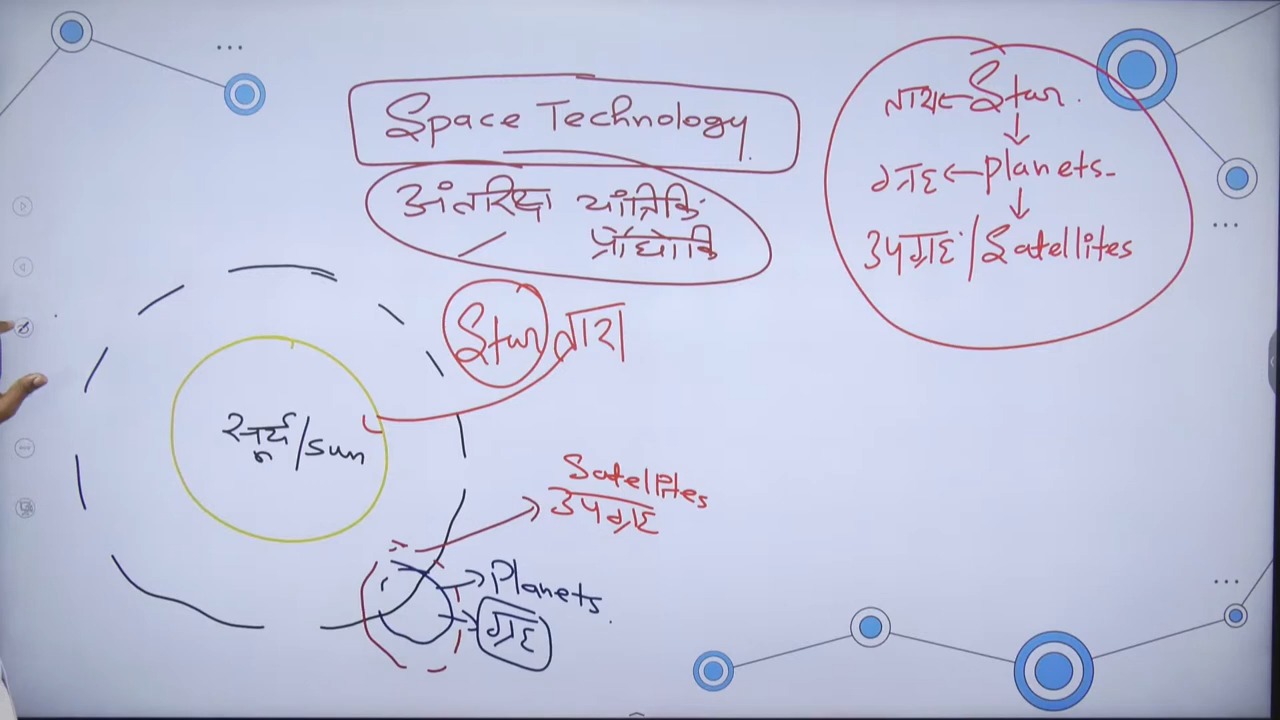 Space Technology
अंतरिक्ष यांत्रिकि
प्रौद्योकि
तारा ← Star
↓
ग्रह ← planets
↓
उपग्रह / Satellites
Star तारा
सूर्य / sun
Satellites
उपग्रह
Planets
ग्रह